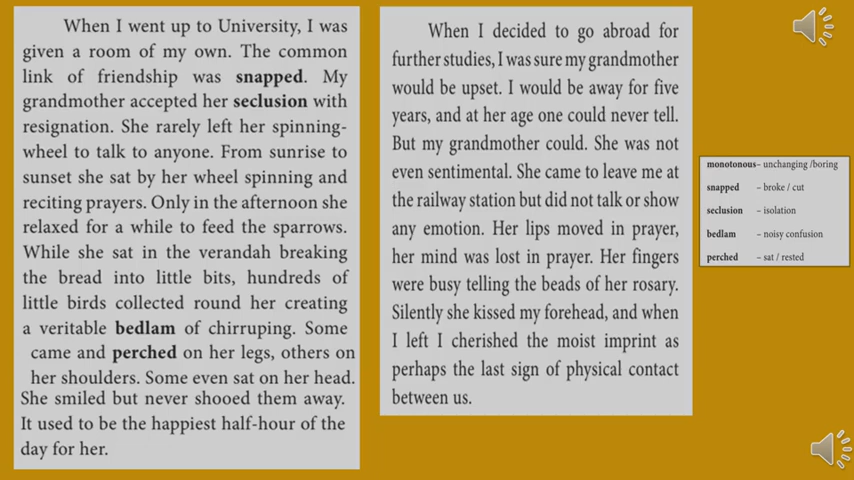 When I went up to University, I was
given a room of my own. The common
link of friendship was snapped. My
grandmother accepted her seclusion with
resignation. She rarely left her spinning-
wheel to talk to anyone. From sunrise to
sunset she sat by her wheel spinning and
reciting prayers. Only in the afternoon she
relaxed for a while to feed the sparrows.
While she sat in the verandah breaking
the bread into little bits, hundreds of
little birds collected round her creating
a veritable bedlam of chirruping. Some
came and perched on her legs, others on
her shoulders. Some even sat on her head.
She smiled but never shooed them away.
It used to be the happiest half-hour of the
day for her.
When I decided to go abroad for
further studies, I was sure my grandmother
would be upset. I would be away for five
years, and at her age one could never tell.
But my grandmother could. She was not
even sentimental. She came to leave me at
the railway station but did not talk or show
any emotion. Her lips moved in prayer,
her mind was lost in prayer. Her fingers
were busy telling the beads of her rosary.
Silently she kissed my forehead, and when
I left I cherished the moist imprint as
perhaps the last sign of physical contact
between us.
monotonous– unchanging /boring
snapped – broke / cut
seclusion – isolation
bedlam – noisy confusion
perched – sat / rested